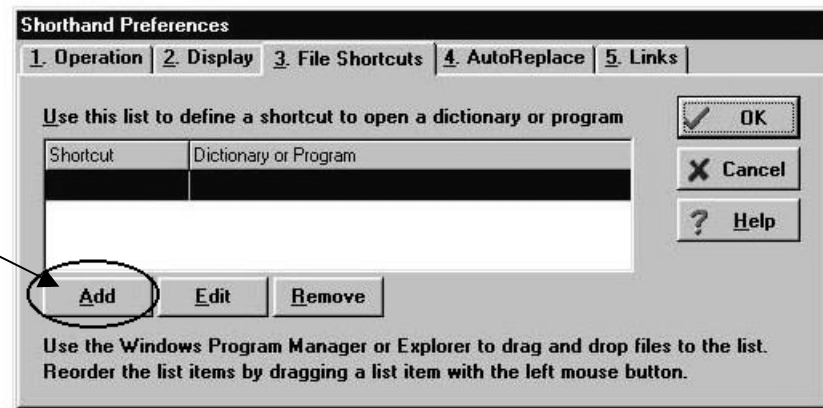 Shorthand Preferences
1. Operation 2. Display 3. File Shortcuts 4. AutoReplace 5. Links
Use this list to define a shortcut to open a dictionary or program
Shortcut Dictionary or Program
OK
Cancel
Help
Add Edit Remove
Use the Windows Program Manager or Explorer to drag and drop files to the list.
Reorder the list items by dragging a list item with the left mouse button.